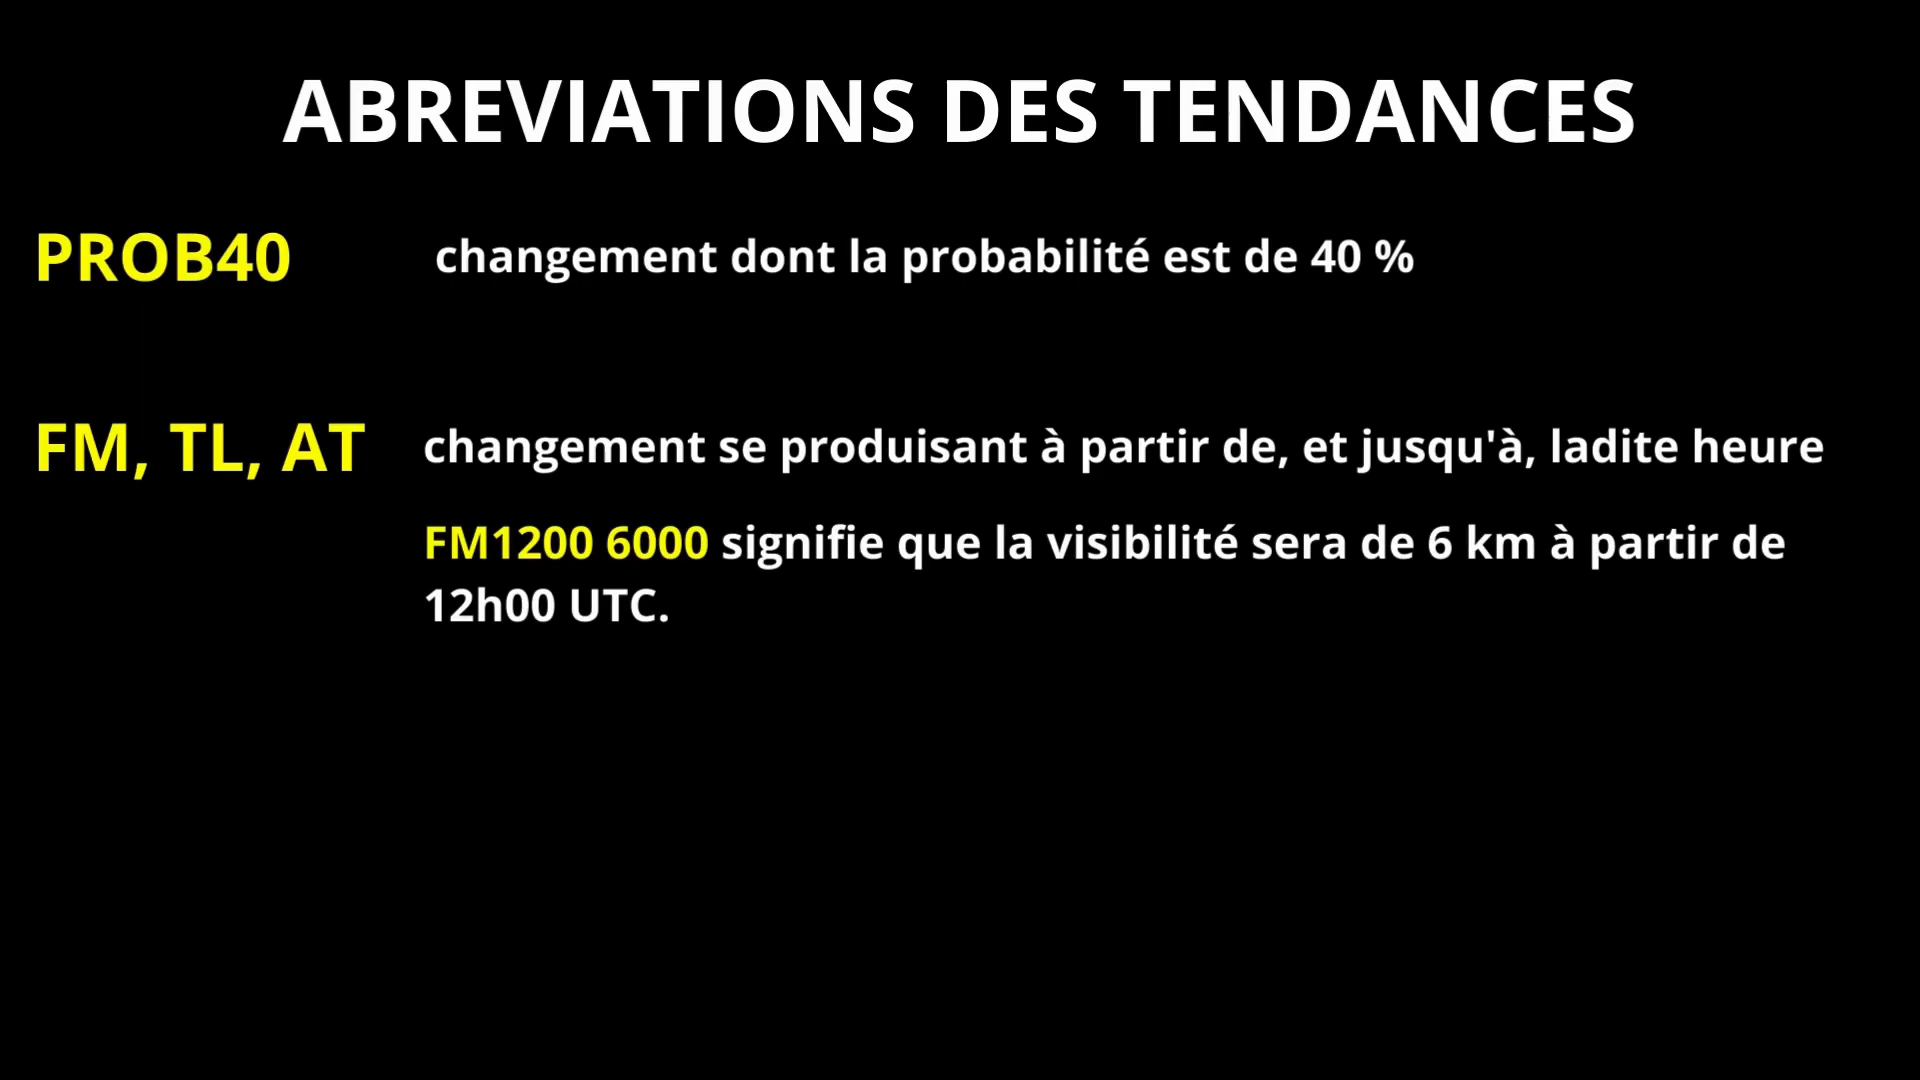 ABREVIATIONS DES TENDANCES
PROB40 changement dont la probabilité est de 40 %
FM, TL, AT changement se produisant à partir de, et jusqu'à, ladite heure
FM1200 6000 signifie que la visibilité sera de 6 km à partir de
12h00 UTC.